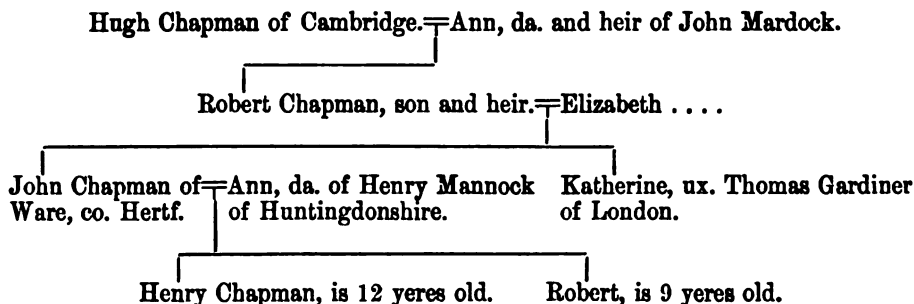 Hugh Chapman of Cambridge.=Ann, da. and heir of John Mardock.
Robert Chapman, son and heir.=Elizabeth ....
John Chapman of=Ann, da. of Henry Mannock Katherine, ux. Thomas Gardiner
Ware, co. Hertf. of Huntingdonshire. of London.
Henry Chapman, is 12 yeres old. Robert, is 9 yeres old.